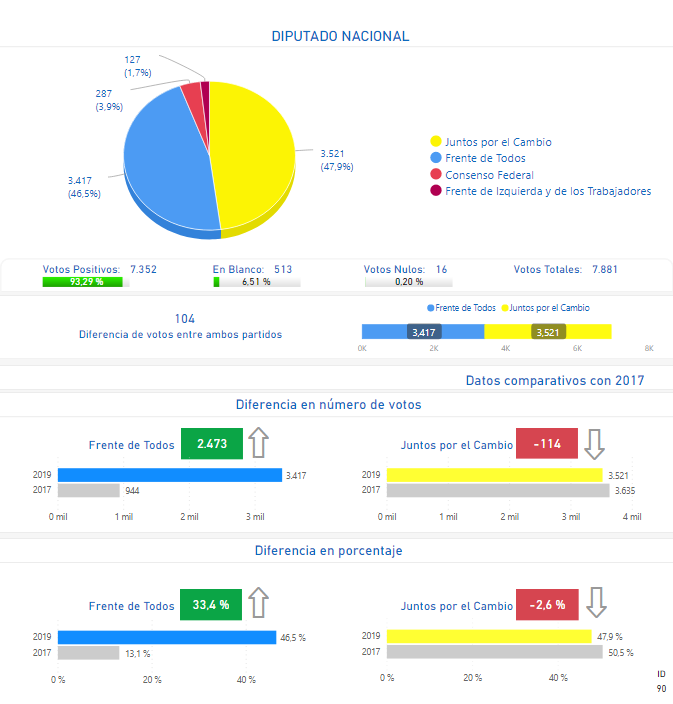 DIPUTADO NACIONAL
127
(1,7%)
287
(3,9%)
3.521
(47,9%)
3.417
(46,5%)
Juntos por el Cambio
Frente de Todos
Consenso Federal
Frente de Izquierda y de los Trabajadores
Votos Positivos: 7.352
93,29 %
En Blanco: 513
6,51 %
Votos Nulos: 16
0,20 %
Votos Totales: 7.881
104
Diferencia de votos entre ambos partidos
Frente de Todos Juntos por el Cambio
3,417 3,521
0K 2K 4K 6K 8K
Datos comparativos con 2017
Diferencia en número de votos
Frente de Todos 2.473
2019 3.417
2017 944
0 mil 1 mil 2 mil 3 mil
Juntos por el Cambio -114
2019 3.521
2017 3.635
0 mil 1 mil 2 mil 3 mil 4 mil
Diferencia en porcentaje
Frente de Todos 33,4 %
2019 46,5 %
2017 13,1 %
0 % 20 % 40 %
Juntos por el Cambio -2,6 %
2019 47,9 %
2017 50,5 %
0 % 20 % 40 %
ID
90